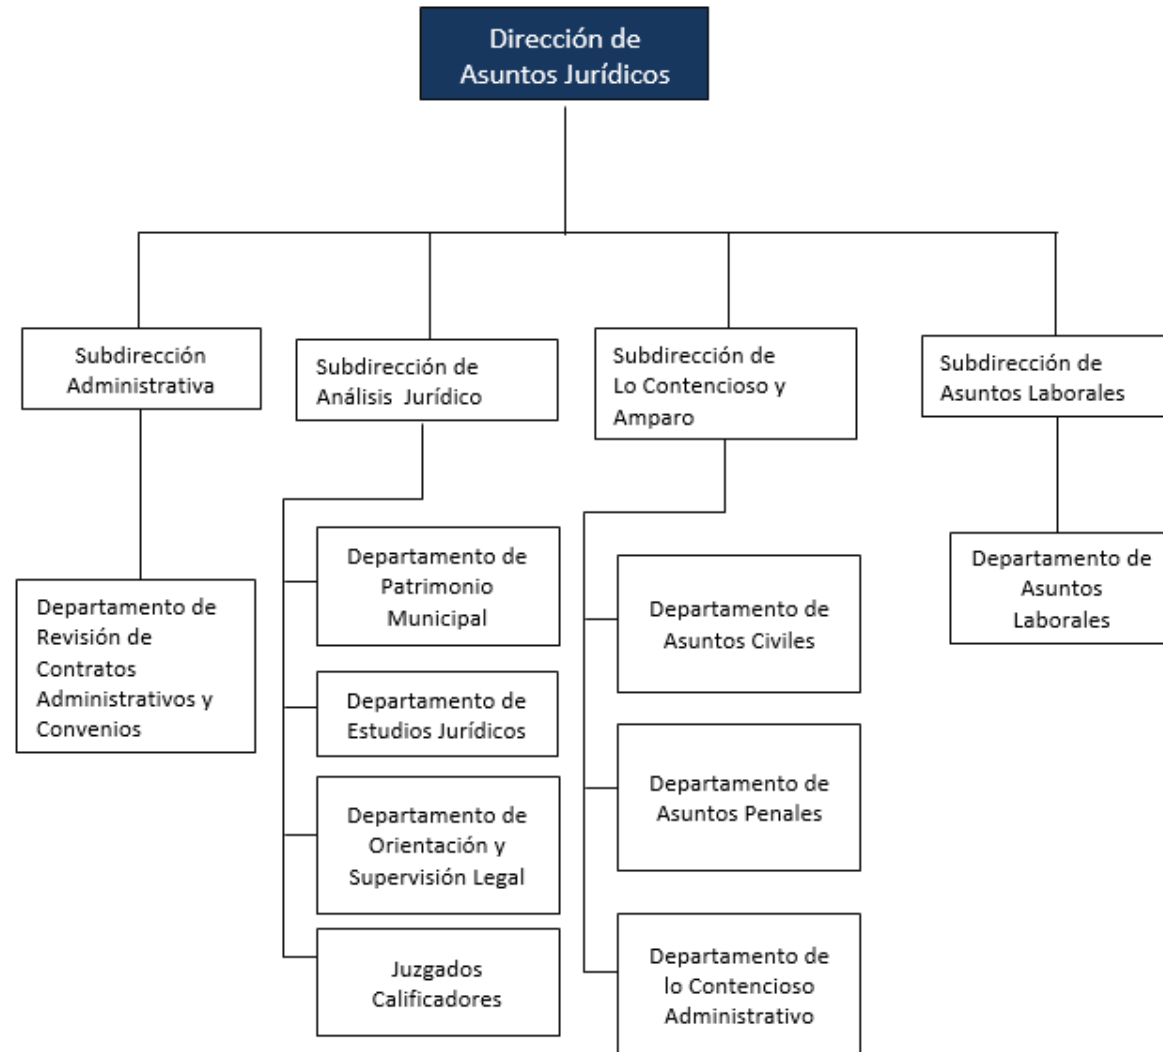 Dirección de
Asuntos Jurídicos
Subdirección
Administrativa
Subdirección de
Análisis Jurídico
Subdirección de
Lo Contencioso y
Amparo
Subdirección de
Asuntos Laborales
Departamento de
Revisión de
Contratos
Administrativos y
Convenios
Departamento de
Patrimonio
Municipal
Departamento de
Estudios Jurídicos
Departamento de
Orientación y
Supervisión Legal
Juzgados
Calificadores
Departamento de
Asuntos Civiles
Departamento de
Asuntos Penales
Departamento de
lo Contencioso
Administrativo
Departamento de
Asuntos
Laborales